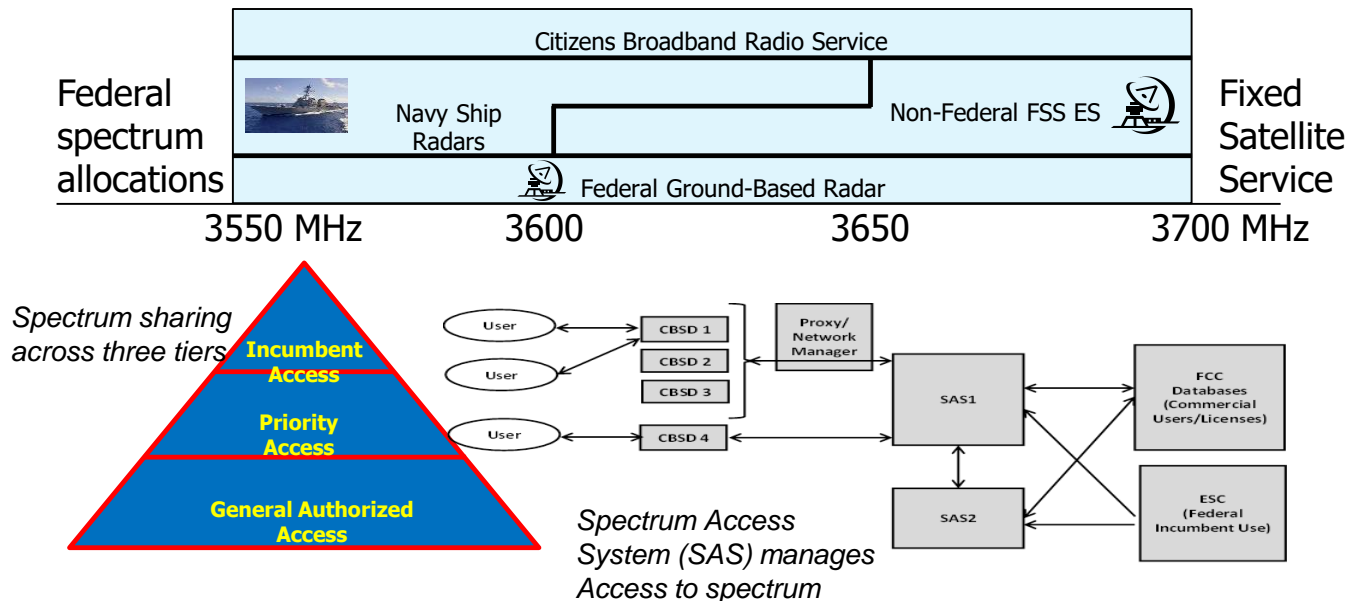 Citizens Broadband Radio Service
Federal
spectrum
allocations
Navy Ship
Radars
Non-Federal FSS ES
Fixed
Satellite
Service
Federal Ground-Based Radar
3550 MHz
3600
3650
3700 MHz
Spectrum sharing
across three tiers
Incumbent
Access
Priority
Access
General Authorized
Access
User
User
User
CBSD 1
CBSD 2
CBSD 3
CBSD 4
Proxy/
Network
Manager
SAS1
SAS2
FCC
Databases
(Commercial
Users/Licenses)
ESC
(Federal
Incumbent Use)
Spectrum Access
System (SAS) manages
Access to spectrum